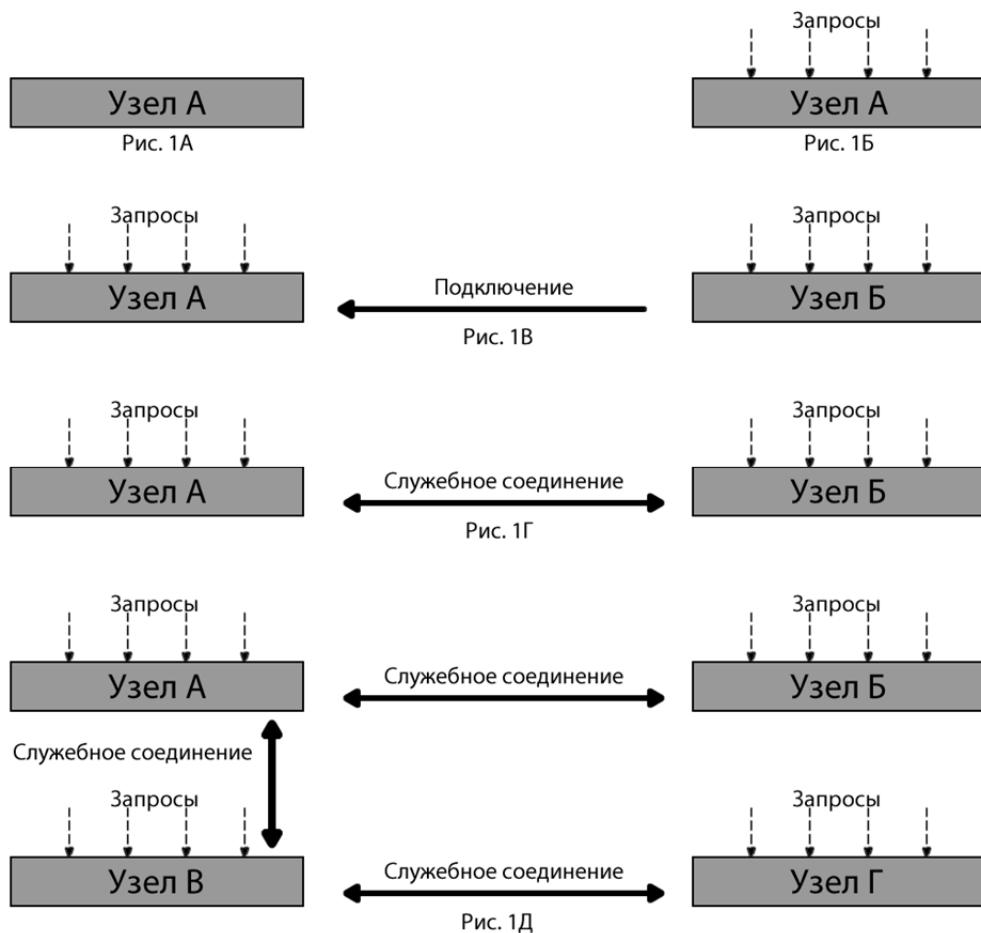 Запросы
Узел А
Узел А
Рис. 1А
Рис. 1Б
Запросы
Запросы
Узел А
Подключение
Узел Б
Рис. 1В
Запросы
Запросы
Узел А
Служебное соединение
Узел Б
Рис. 1Г
Запросы
Запросы
Узел А
Служебное соединение
Узел Б
Служебное соединение
Запросы
Запросы
Узел В
Служебное соединение
Узел Г
Рис. 1Д